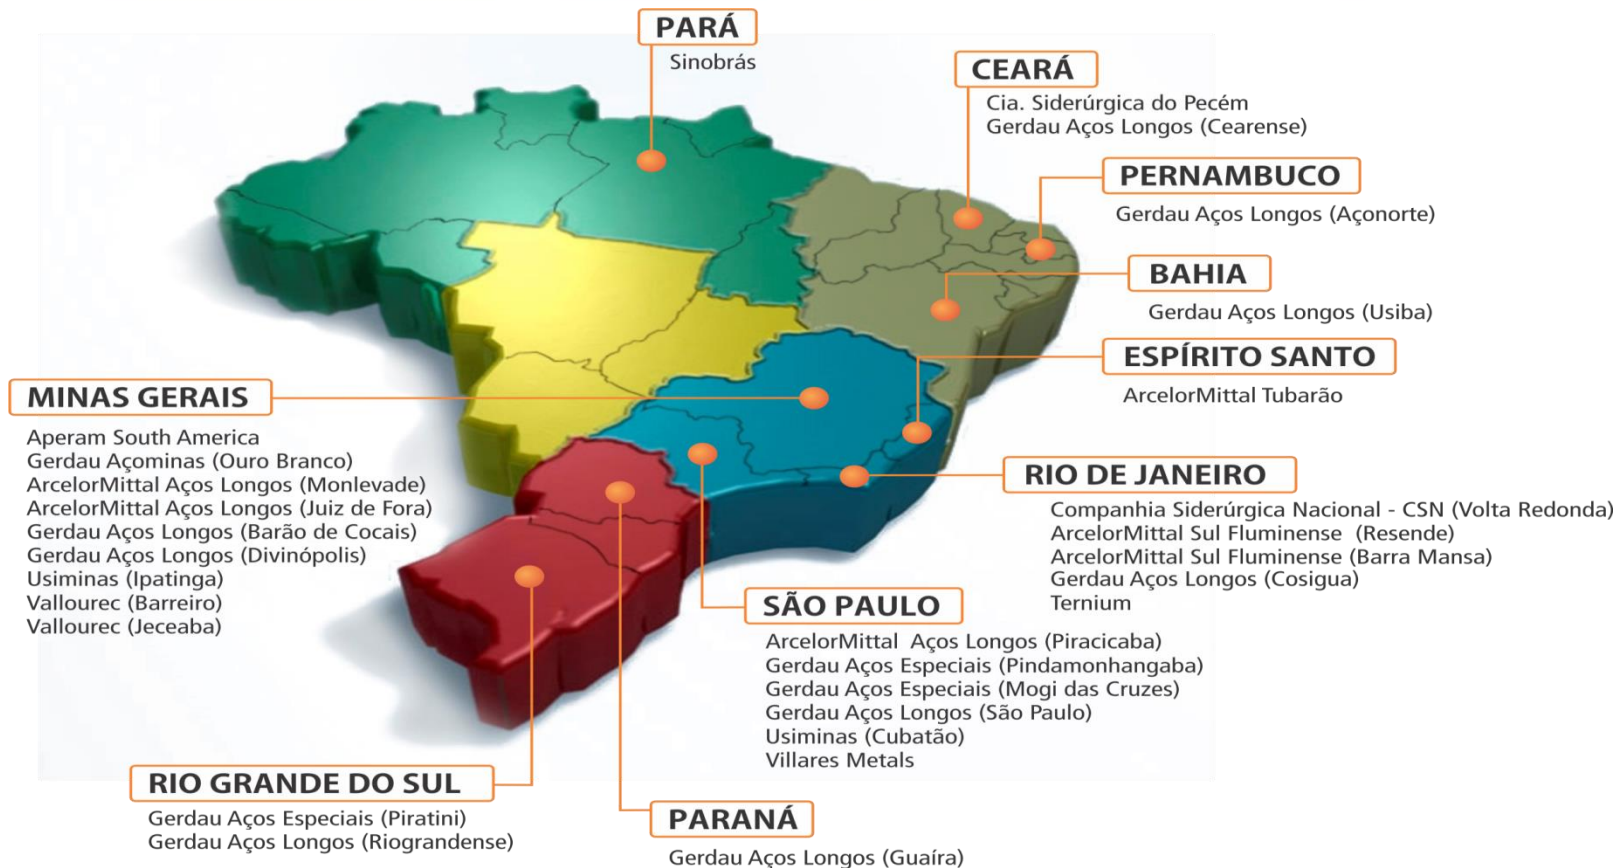 PARÁ
Sinobrás
CEARÁ
Cia. Siderúrgica do Pecém
Gerdau Aços Longos (Cearense)
PERNAMBUCO
Gerdau Aços Longos (Açonorte)
BAHIA
Gerdau Aços Longos (Usiba)
ESPÍRITO SANTO
ArcelorMittal Tubarão
MINAS GERAIS
Aperam South America
Gerdau Açominas (Ouro Branco)
ArcelorMittal Aços Longos (Monlevade)
ArcelorMittal Aços Longos (Juiz de Fora)
Gerdau Aços Longos (Barão de Cocais)
Gerdau Aços Longos (Divinópolis)
Usiminas (Ipatinga)
Vallourec (Barreiro)
Vallourec (Jeceaba)
RIO DE JANEIRO
Companhia Siderúrgica Nacional - CSN (Volta Redonda)
ArcelorMittal Sul Fluminense (Resende)
ArcelorMittal Sul Fluminense (Barra Mansa)
Gerdau Aços Longos (Cosigua)
Ternium
SÃO PAULO
ArcelorMittal Aços Longos (Piracicaba)
Gerdau Aços Especiais (Pindamonhangaba)
Gerdau Aços Especiais (Mogi das Cruzes)
Gerdau Aços Longos (São Paulo)
Usiminas (Cubatão)
Villares Metals
RIO GRANDE DO SUL
Gerdau Aços Especiais (Piratini)
Gerdau Aços Longos (Riograndense)
PARANÁ
Gerdau Aços Longos (Guaíra)